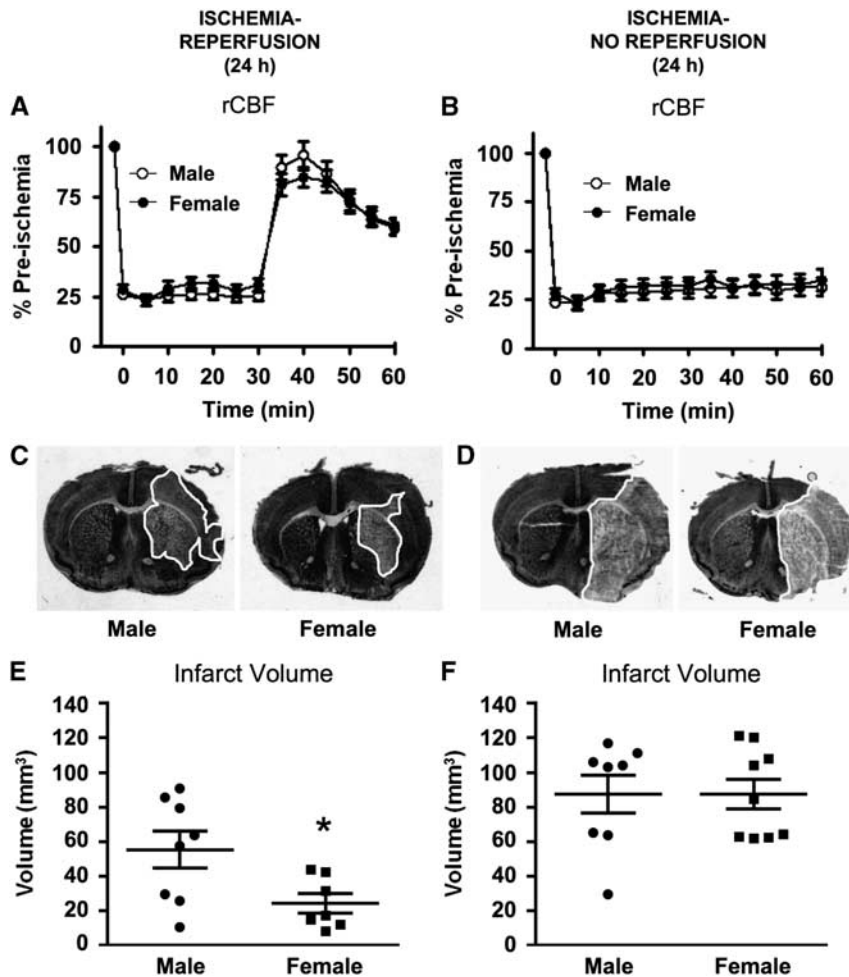 ISCHEMIA-
REPERFUSION
(24 h)
ISCHEMIA-
NO REPERFUSION
(24 h)
A
rCBF
% Pre-ischemia
100
75
50
25
0
Male
Female
0 10 20 30 40 50 60
Time (min)
B
rCBF
% Pre-ischemia
100
75
50
25
0
Male
Female
0 10 20 30 40 50 60
Time (min)
C
Male
Female
D
Male
Female
E
Infarct Volume
Volume (mm³)
140
120
100
80
60
40
20
0
*
Male
Female
F
Infarct Volume
Volume (mm³)
140
120
100
80
60
40
20
0
Male
Female